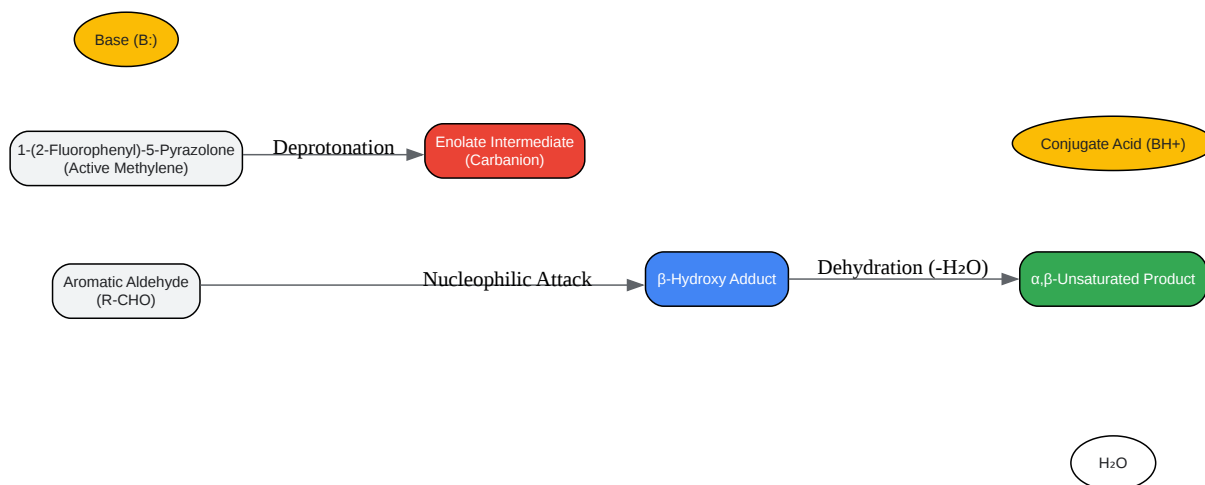 Base (B:)
1-(2-Fluorophenyl)-5-Pyrazolone
(Active Methylene)
Deprotonation
Enolate Intermediate
(Carbanion)
Conjugate Acid (BH+)
Aromatic Aldehyde
(R-CHO)
Nucleophilic Attack
β-Hydroxy Adduct
Dehydration (-H₂O)
α,β-Unsaturated Product
H₂O